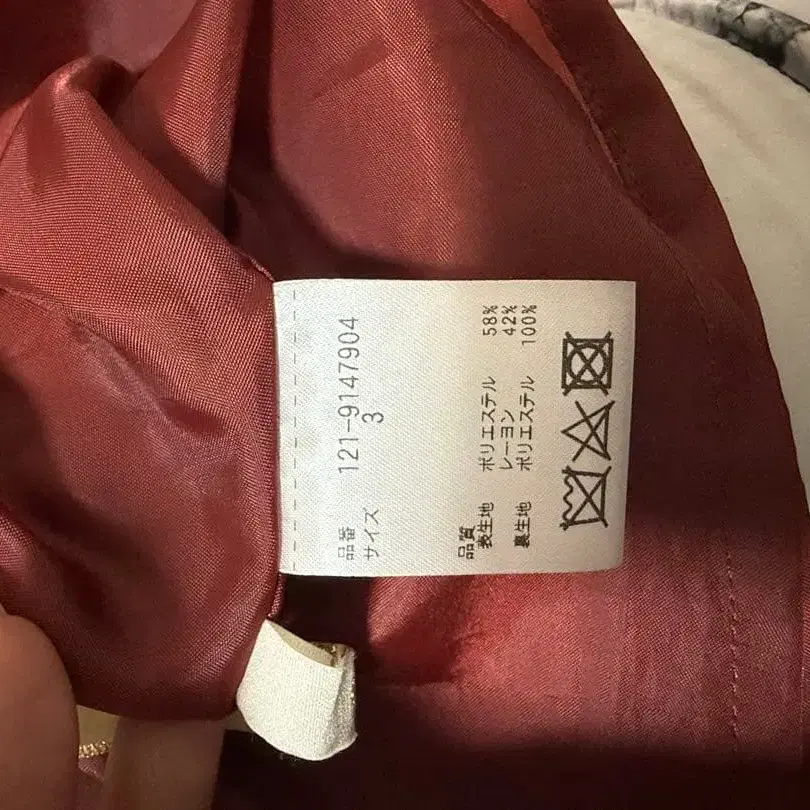 品番 121-9147904
サイズ 3
品質
表生地 ポリエステル 58%
レーヨン 42%
裏生地 ポリエステル 100%